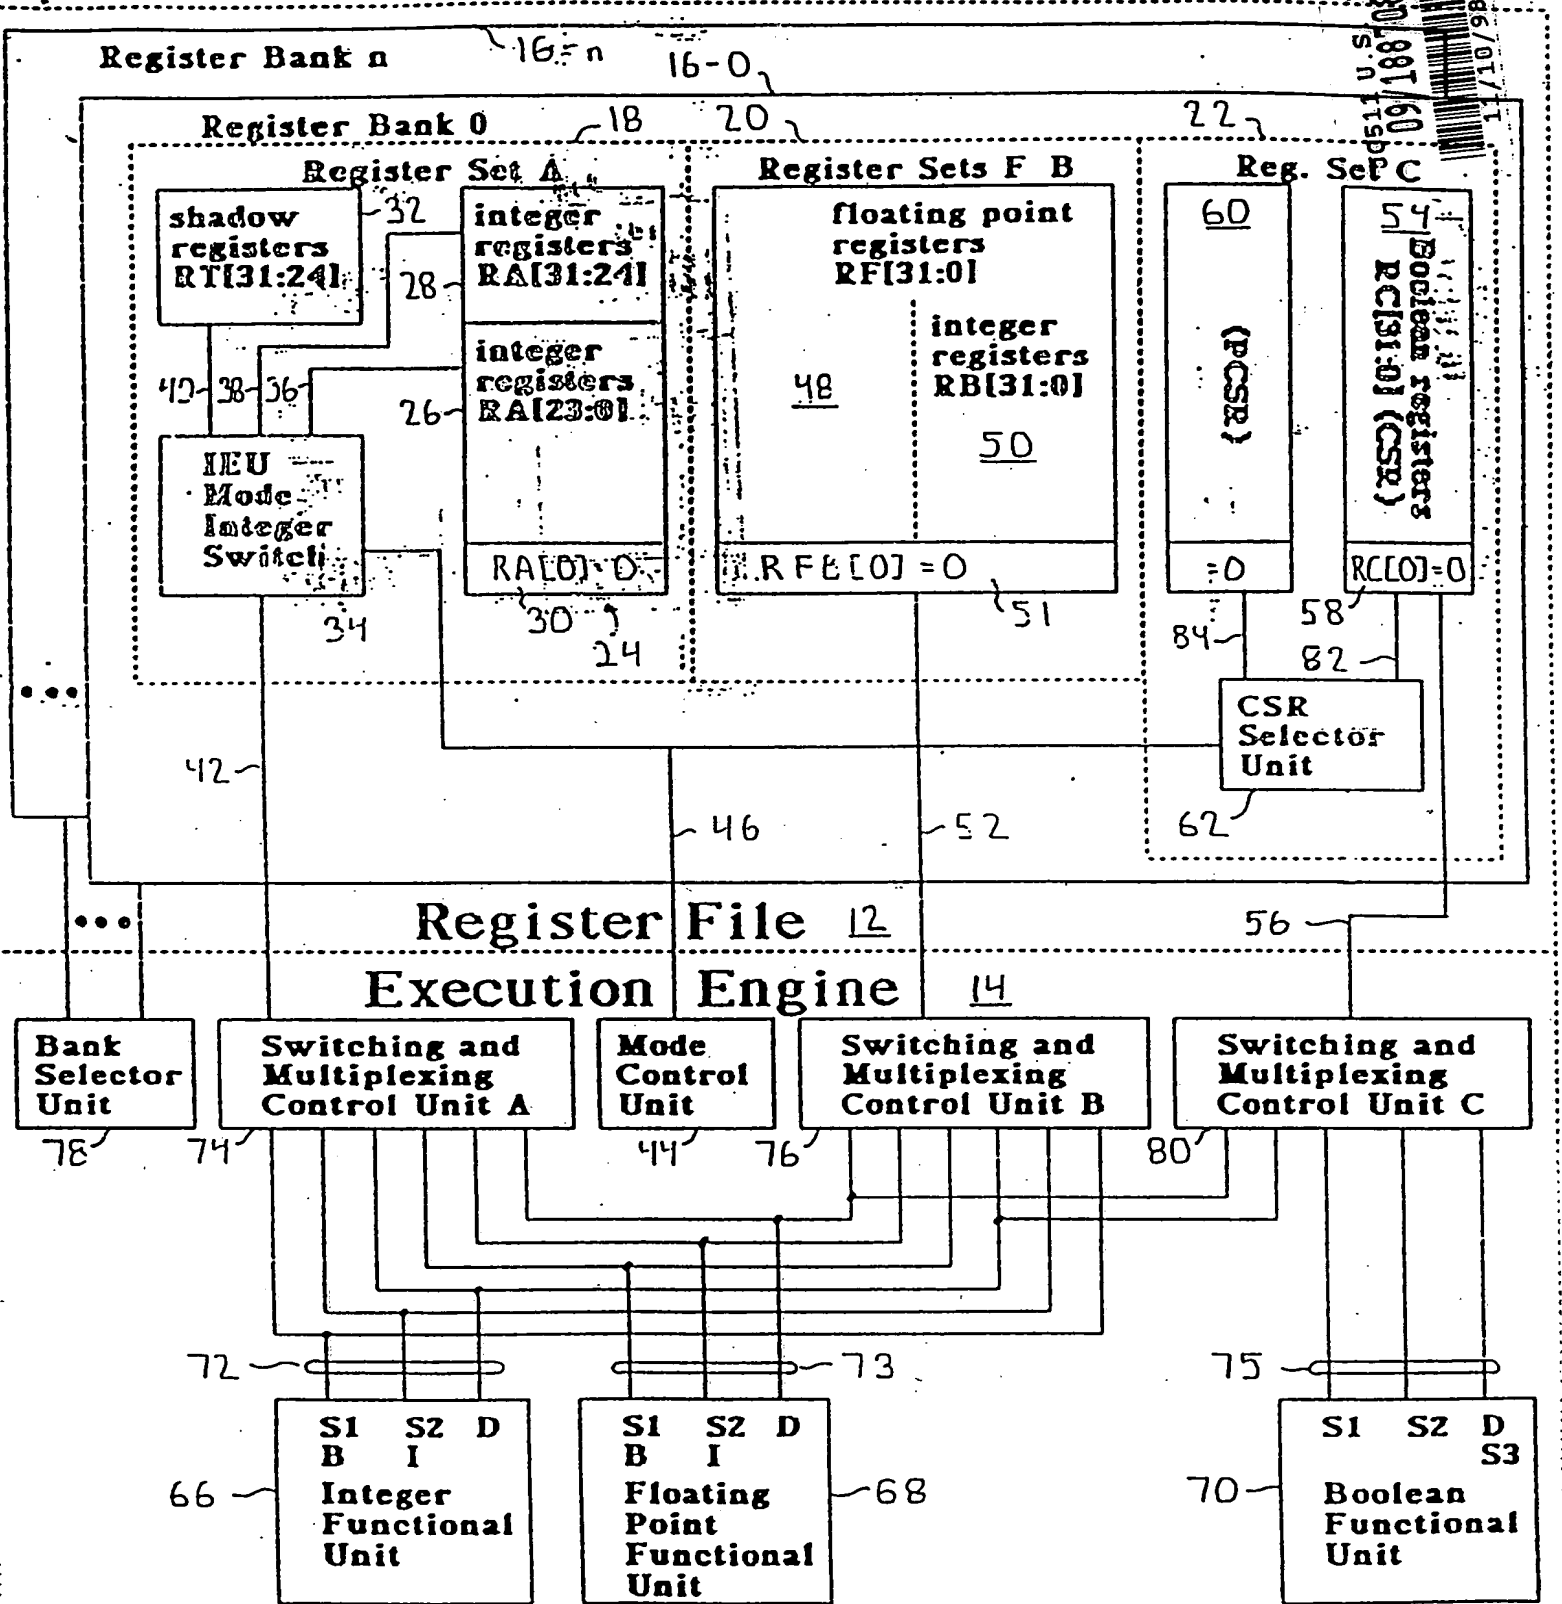 Register Bank n
16-n
16-0
Register Bank 0
18
20
22
Register Set A
Register Sets F B
Reg. Set C
shadow
registers
RT[31:24]
32
integer
registers
RA[31:24]
28
floating point
registers
RF[31:0]
60
(PCSR)
54
Boolean registers
RC[31:0] (CSR)
integer
registers
RA[23:0]
26
integer
registers
RB[31:0]
48
50
40
38
36
IEU
Mode
Integer
Switch
34
RA[0]=0
30
24
=0
51
RC[0]=0
58
84
82
CSR
Selector
Unit
62
42
46
52
56
Register File 12
Execution Engine 14
Bank
Selector
Unit
78
Switching and
Multiplexing
Control Unit A
74
Mode
Control
Unit
44
Switching and
Multiplexing
Control Unit B
76
Switching and
Multiplexing
Control Unit C
80
72
73
75
S1 S2 D
B I
Integer
Functional
Unit
66
S1 S2 D
B I
Floating
Point
Functional
Unit
68
S1 S2 D
S3
Boolean
Functional
Unit
70
11/10/98